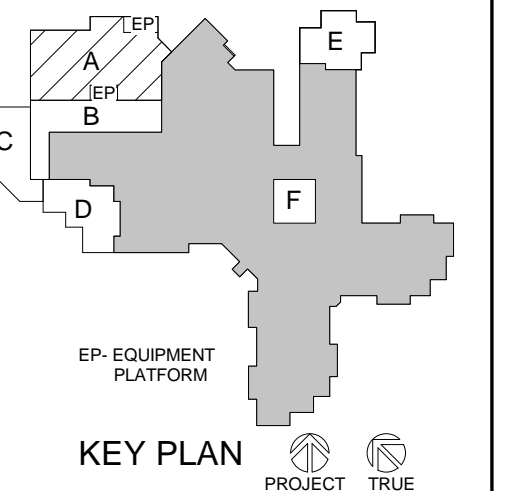 EP
E
A
EP
B
C
D
F
EP- EQUIPMENT
PLATFORM
KEY PLAN
PROJECT TRUE